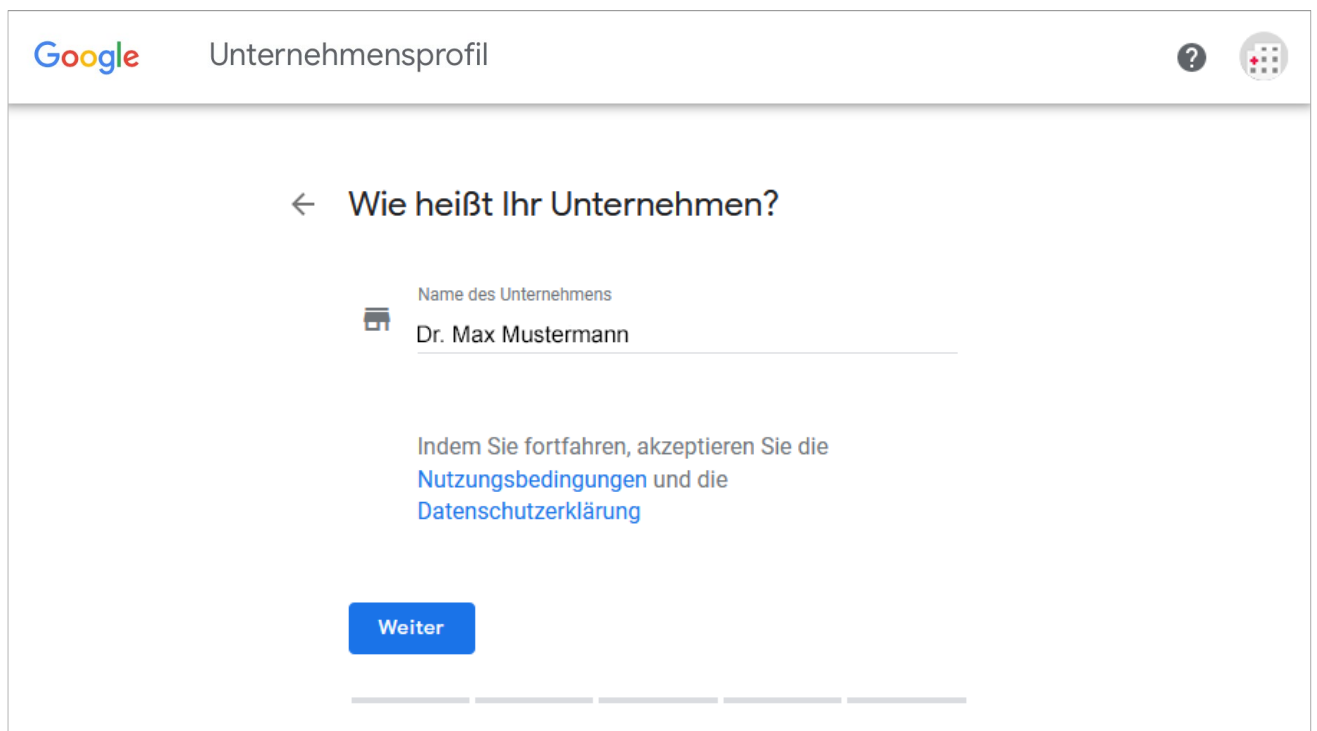 Google Unternehmensprofil
Wie heißt Ihr Unternehmen?
Name des Unternehmens
Dr. Max Mustermann
Indem Sie fortfahren, akzeptieren Sie die
Nutzungsbedingungen und die
Datenschutzerklärung
Weiter